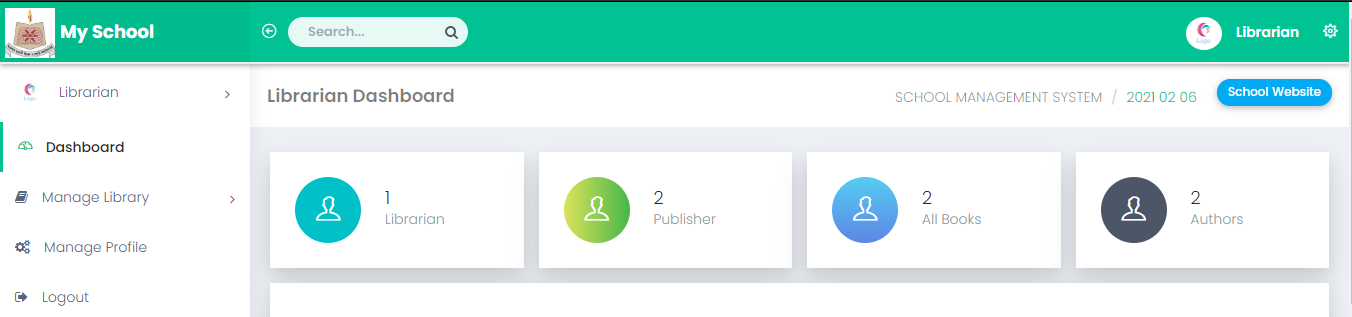 My School
Search...
Librarian
Librarian
Dashboard
Manage Library
Manage Profile
Logout
Librarian Dashboard
SCHOOL MANAGEMENT SYSTEM / 2021 02 06
School Website
1
Librarian
2
Publisher
2
All Books
2
Authors